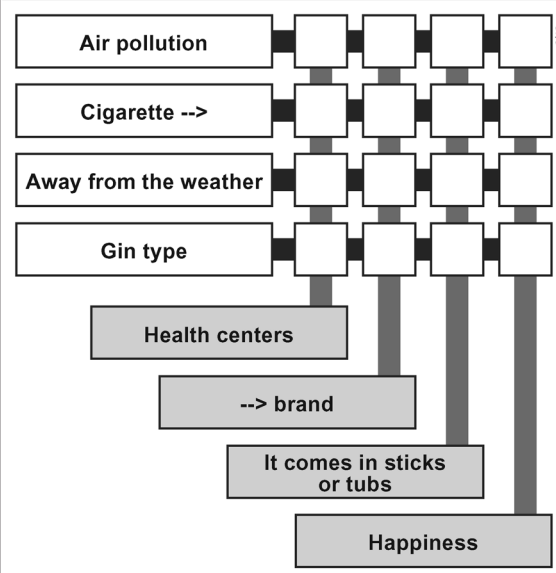 Air pollution
Cigarette -->
Away from the weather
Gin type
Health centers
--> brand
It comes in sticks
or tubs
Happiness